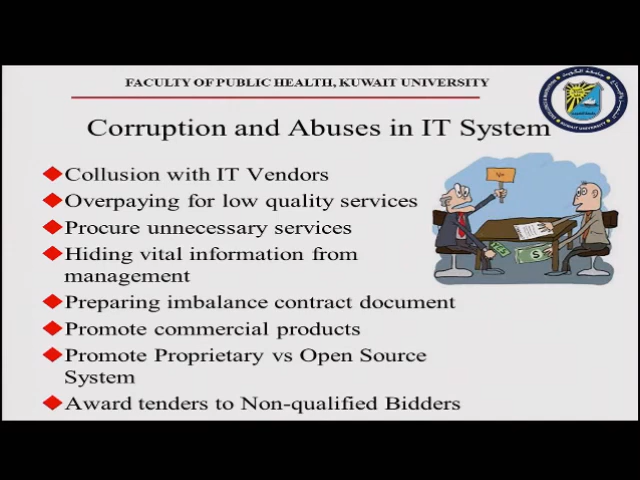 FACULTY OF PUBLIC HEALTH, KUWAIT UNIVERSITY
Corruption and Abuses in IT System
Collusion with IT Vendors
Overpaying for low quality services
Procure unnecessary services
Hiding vital information from
management
Preparing imbalance contract document
Promote commercial products
Promote Proprietary vs Open Source
System
Award tenders to Non-qualified Bidders
KUWAIT UNIVERSITY